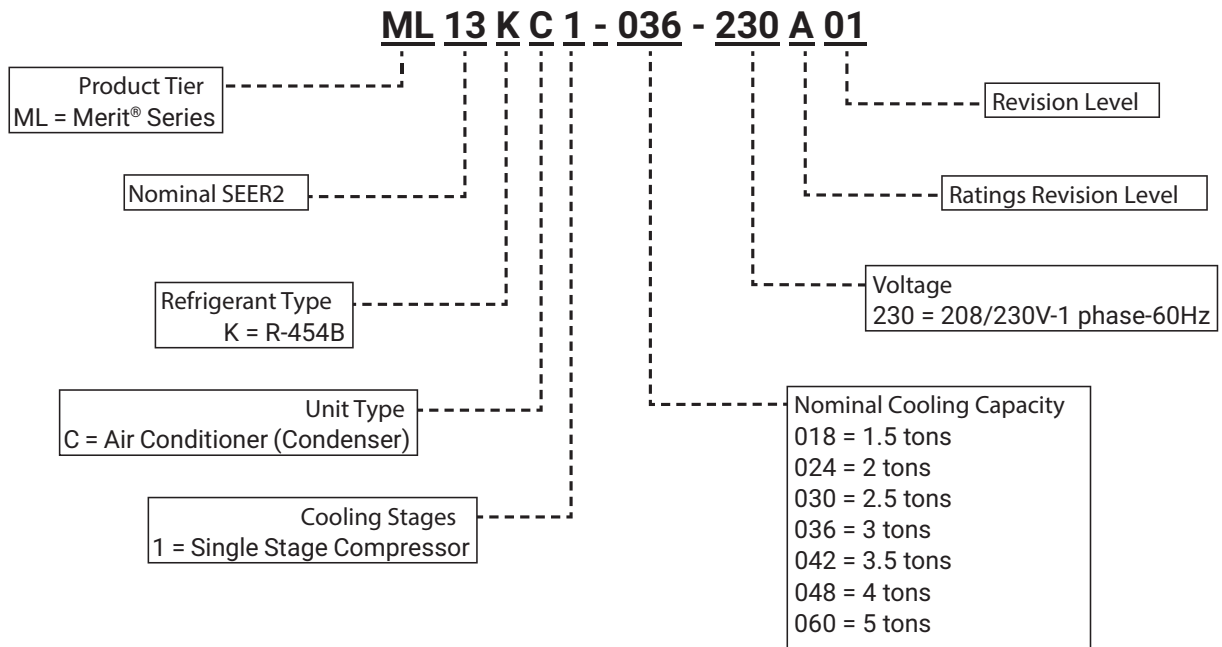 ML 13 K C 1 - 036 - 230 A 01
Product Tier
ML = Merit® Series
Revision Level
Nominal SEER2
Ratings Revision Level
Refrigerant Type
K = R-454B
Voltage
230 = 208/230V-1 phase-60Hz
Unit Type
C = Air Conditioner (Condenser)
Cooling Stages
1 = Single Stage Compressor
Nominal Cooling Capacity
018 = 1.5 tons
024 = 2 tons
030 = 2.5 tons
036 = 3 tons
042 = 3.5 tons
048 = 4 tons
060 = 5 tons